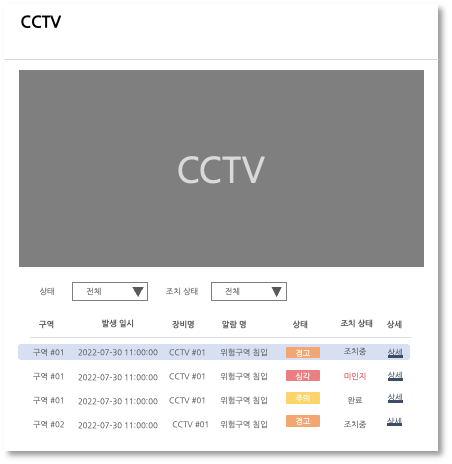 CCTV
CCTV
상태 전체 조치 상태 전체
구역 발생 일시 장비명 알람 명 상태 조치 상태 상세
구역 #01 2022-07-30 11:00:00 CCTV #01 위험구역 침입 경고 조치중 상세
구역 #01 2022-07-30 11:00:00 CCTV #01 위험구역 침입 심각 미인지 상세
구역 #01 2022-07-30 11:00:00 CCTV #01 위험구역 침입 주의 완료 상세
구역 #02 2022-07-30 11:00:00 CCTV #01 위험구역 침입 경고 조치중 상세